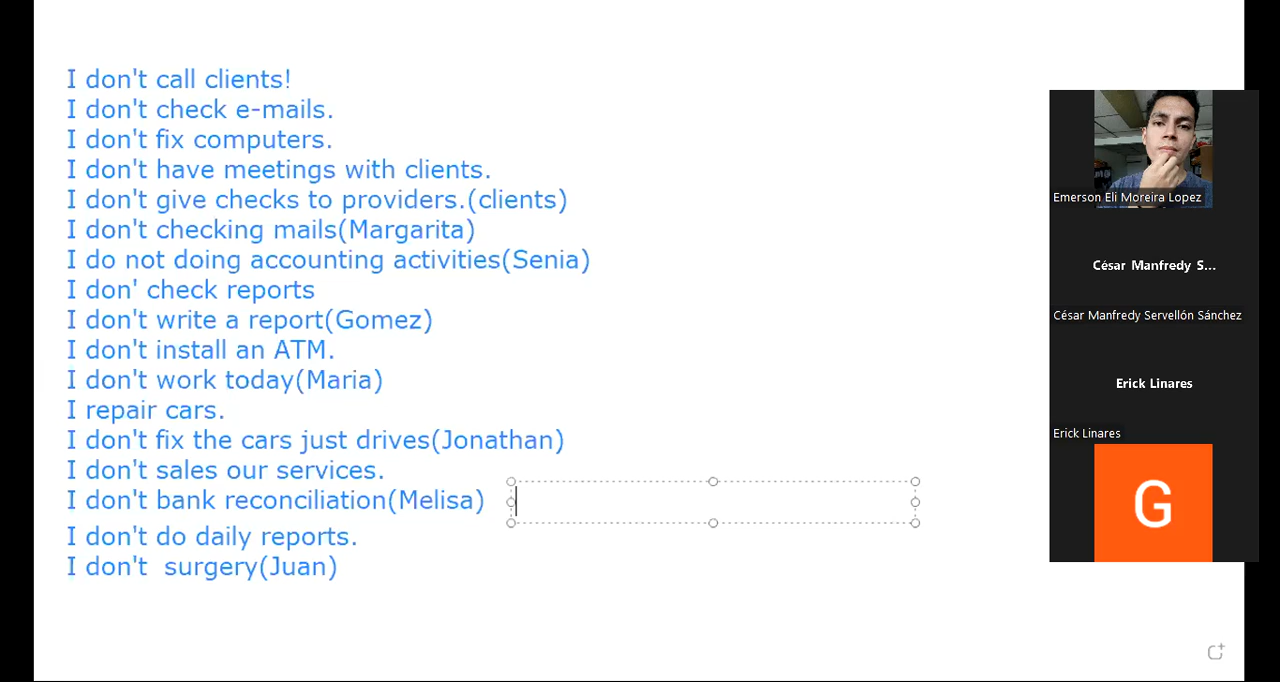 I don't call clients!
I don't check e-mails.
I don't fix computers.
I don't have meetings with clients.
I don't give checks to providers.(clients)
I don't checking mails(Margarita)
I do not doing accounting activities(Senia)
I don' check reports
I don't write a report(Gomez)
I don't install an ATM.
I don't work today(Maria)
I repair cars.
I don't fix the cars just drives(Jonathan)
I don't sales our services.
I don't bank reconciliation(Melisa)
I don't do daily reports.
I don't  surgery(Juan)
Emerson Eli Moreira Lopez
César Manfredy S...
César Manfredy Servellón Sánchez
Erick Linares
Erick Linares
G